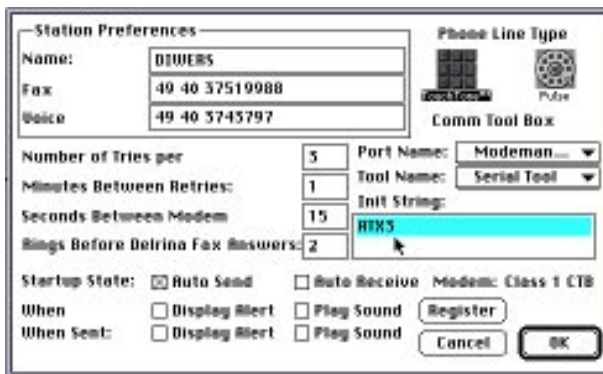 Station Preferences
Name: DIWERS
Fax 49 40 37519988
Voice 49 40 3743797
Phone Line Type
TouchTone™ Pulse
Comm Tool Box
Number of Tries per 3
Minutes Between Retries: 1
Seconds Between Modem 15
Rings Before Delrina Fax Answers: 2
Port Name: Modeman...
Tool Name: Serial Tool
Init String:
ATX3
Startup State: Auto Send Auto Receive Modem: Class 1 CTB
When Display Alert Play Sound Register
When Sent: Display Alert Play Sound
Cancel OK